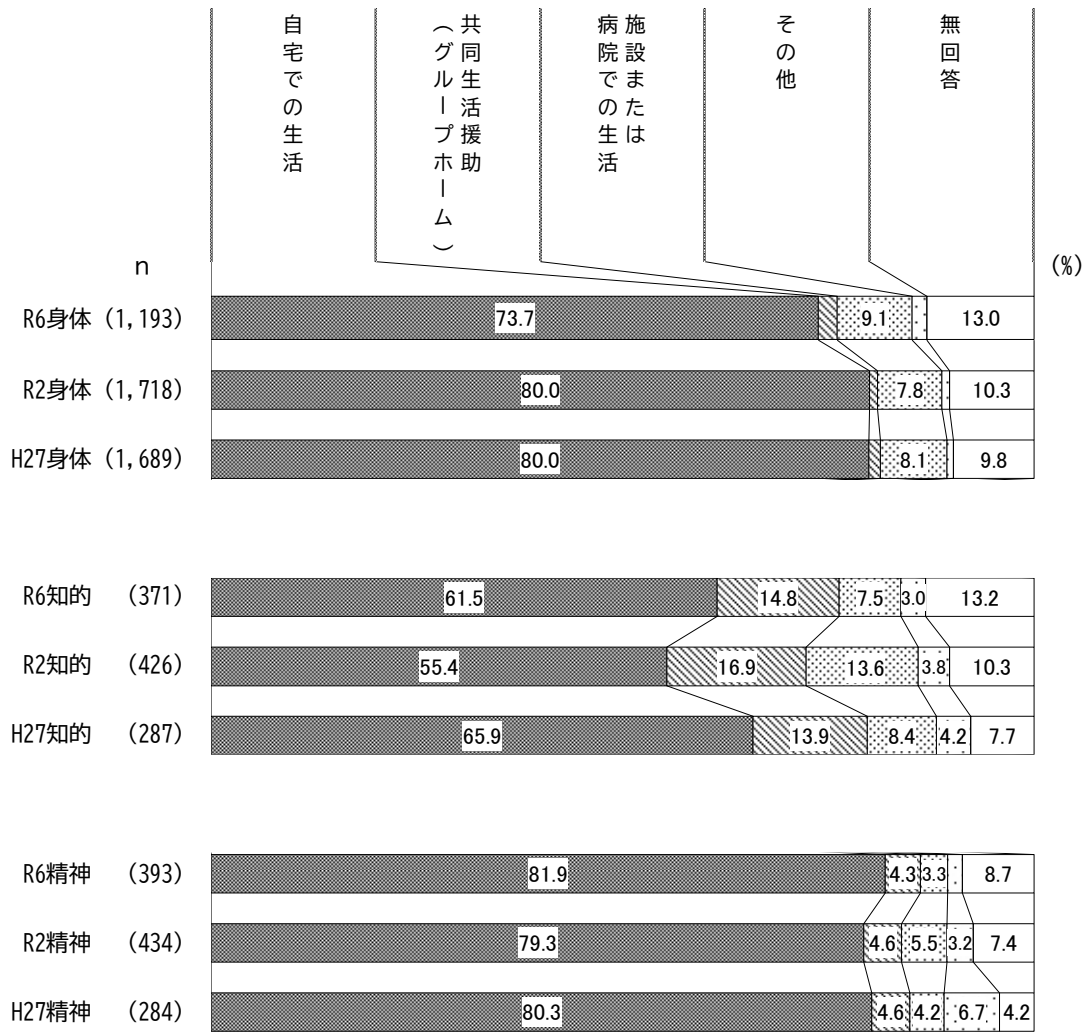 自宅での生活
共同生活援助
（グループホーム）
施設または
病院での生活
その他
無回答
n
(%)
R6身体 (1,193) 73.7 9.1 13.0
R2身体 (1,718) 80.0 7.8 10.3
H27身体 (1,689) 80.0 8.1 9.8
R6知的 (371) 61.5 14.8 7.5 3.0 13.2
R2知的 (426) 55.4 16.9 13.6 3.8 10.3
H27知的 (287) 65.9 13.9 8.4 4.2 7.7
R6精神 (393) 81.9 4.3 3.3 8.7
R2精神 (434) 79.3 4.6 5.5 3.2 7.4
H27精神 (284) 80.3 4.6 4.2 6.7 4.2